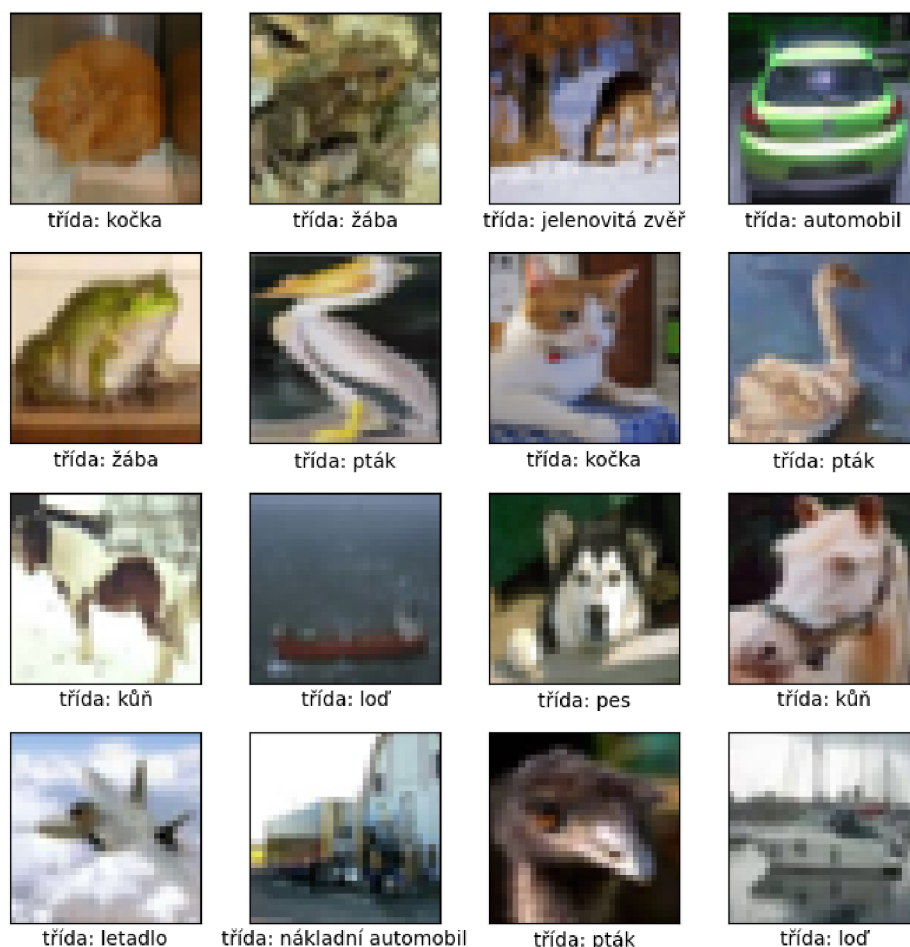 třída: kočka
třída: žába
třída: jelenovitá zvěř
třída: automobil
třída: žába
třída: pták
třída: kočka
třída: pták
třída: kůň
třída: loď
třída: pes
třída: kůň
třída: letadlo
třída: nákladní automobil
třída: pták
třída: loď